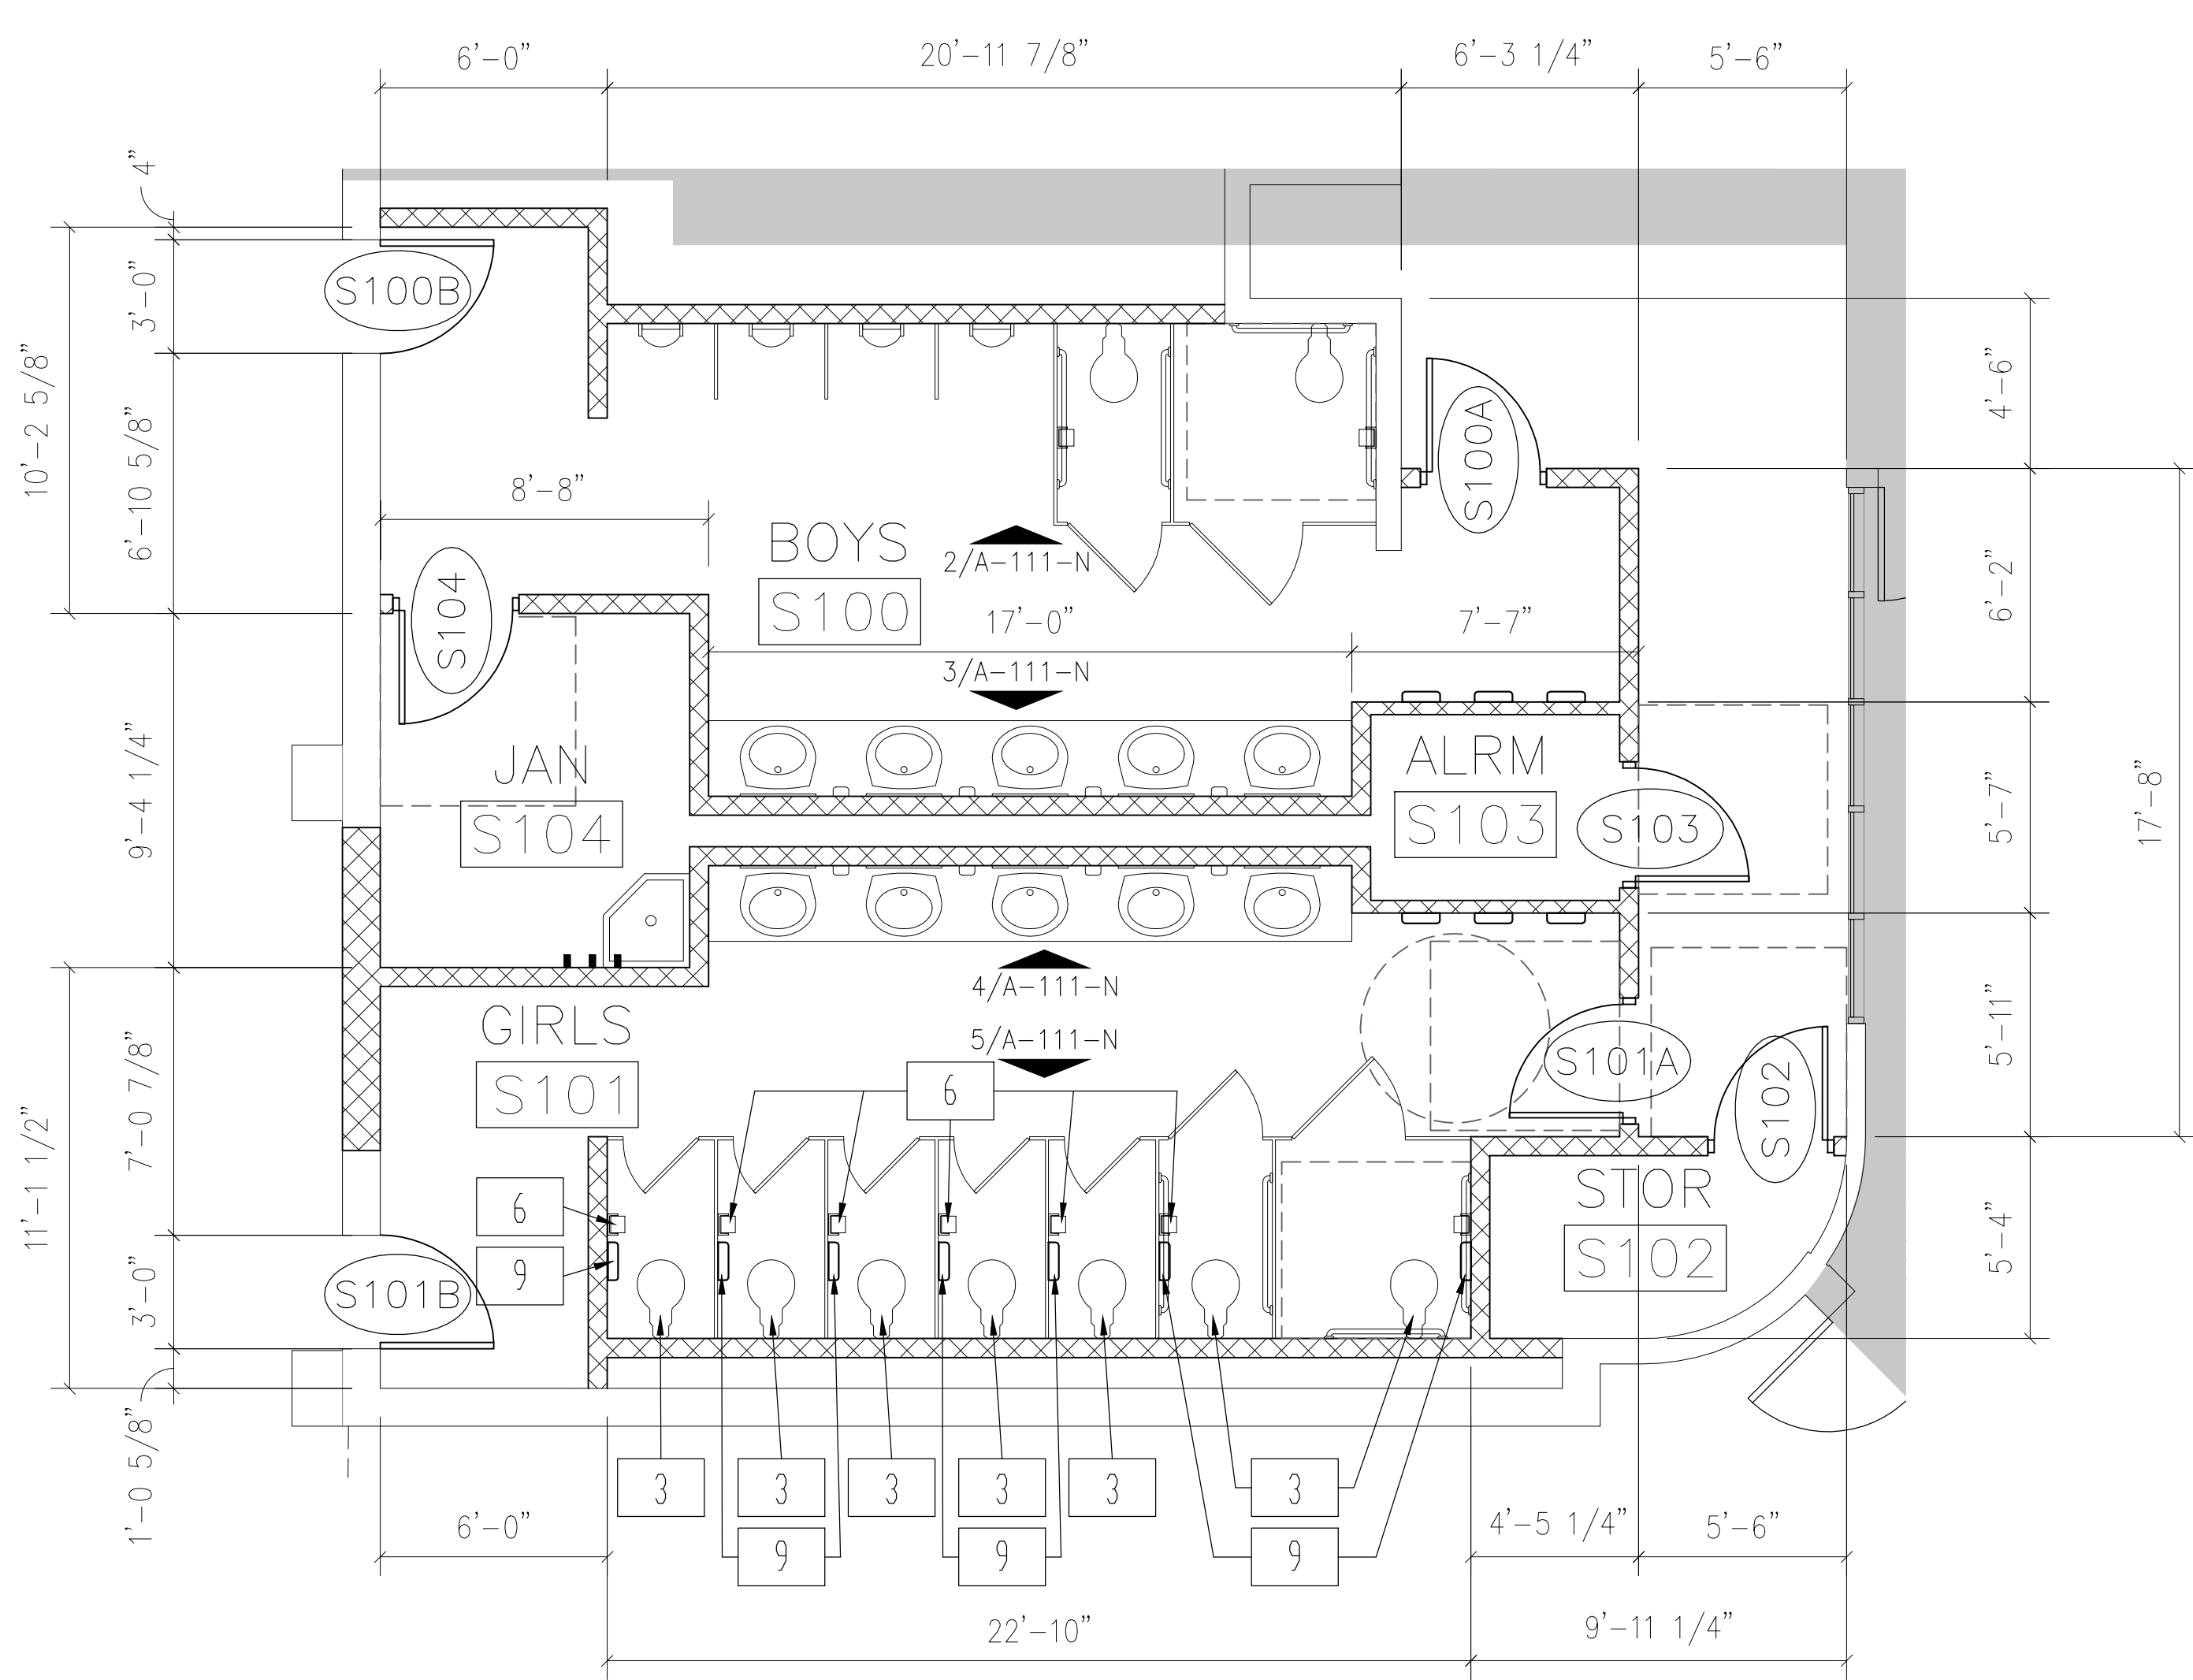 6’-0” 20’-11 7/8” 6’-3 1/4” 5’-6”
4”
3’-0”
10’-2 5/8”
6’-10 5/8”
9’-4 1/4”
7’-0 7/8”
11’-1 1/2”
3’-0”
1’-0 5/8”
S100B
S100A
4’-6”
8’-8”
BOYS
S100
2/A-111-N
17’-0” 7’-7”
3/A-111-N
6’-2”
S104
JAN
S104
ALRM
S103
S103
5’-7”
17’-8”
4/A-111-N
5/A-111-N
GIRLS
S101
6
S101A
S102
5’-11”
6
9
S101B
STOR
S102
5’-4”
3 3 3 3 3 3
9 9 9
6’-0” 4’-5 1/4” 5’-6”
22’-10” 9’-11 1/4”